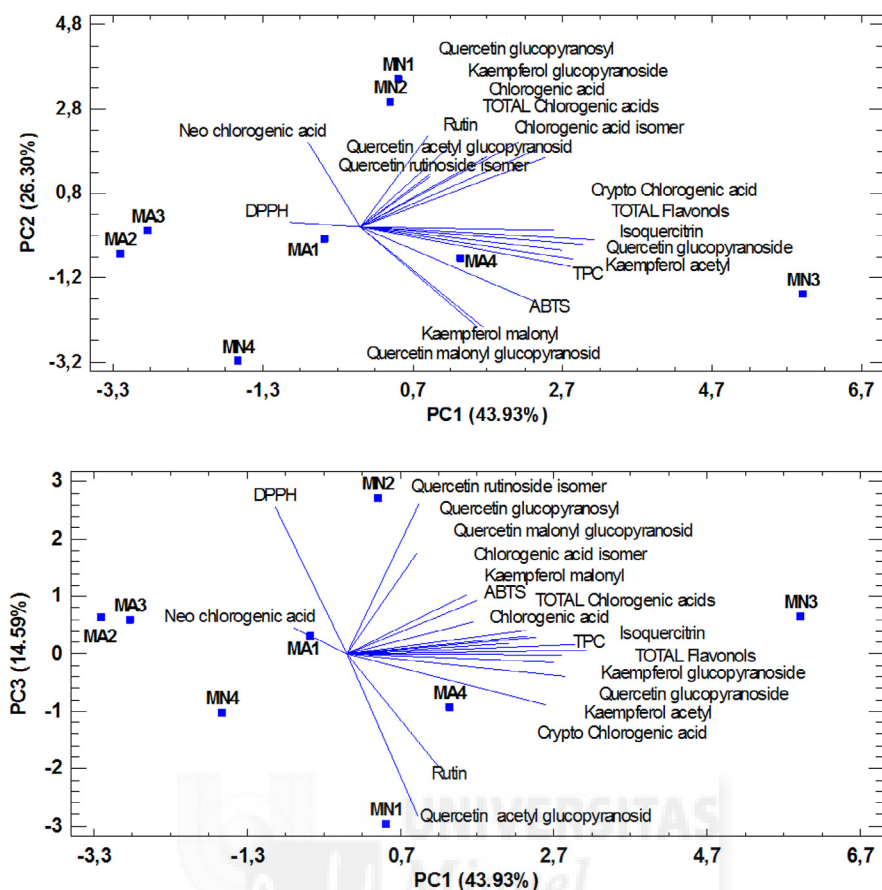 4,8
2,8
0,8
-1,2
-3,2
PC2 (26.30%)
MN1
MN2
Quercetin glucopyranosyl
Kaempferol glucopyranoside
Chlorogenic acid
TOTAL Chlorogenic acids
Neo chlorogenic acid
Rutin
Chlorogenic acid isomer
Quercetin acetyl glucopyranosid
Quercetin rutinoside isomer
DPPH
Crypto Chlorogenic acid
TOTAL Flavonols
MA3
MA2
MA1
Isoquercitrin
Quercetin glucopyranoside
MA4
TPC
Kaempferol acetyl
MN3
ABTS
MN4
Kaempferol malonyl
Quercetin malonyl glucopyranosid
-3,3
-1,3
0,7
2,7
4,7
6,7
PC1 (43.93%)
3
2
1
0
-1
-2
-3
PC3 (14.59%)
DPPH
MN2
Quercetin rutinoside isomer
Quercetin glucopyranosyl
Quercetin malonyl glucopyranosid
Chlorogenic acid isomer
Kaempferol malonyl
ABTS
TOTAL Chlorogenic acids
MN3
MA3
MA2
Neo chlorogenic acid
MA1
Chlorogenic acid
Isoquercitrin
TPC
TOTAL Flavonols
Kaempferol glucopyranoside
MN4
MA4
Quercetin glucopyranoside
Kaempferol acetyl
Crypto Chlorogenic acid
Rutin
MN1
Quercetin acetyl glucopyranosid
UNIVERSITAS
Miguel
-3,3
-1,3
0,7
2,7
4,7
6,7
PC1 (43.93%)